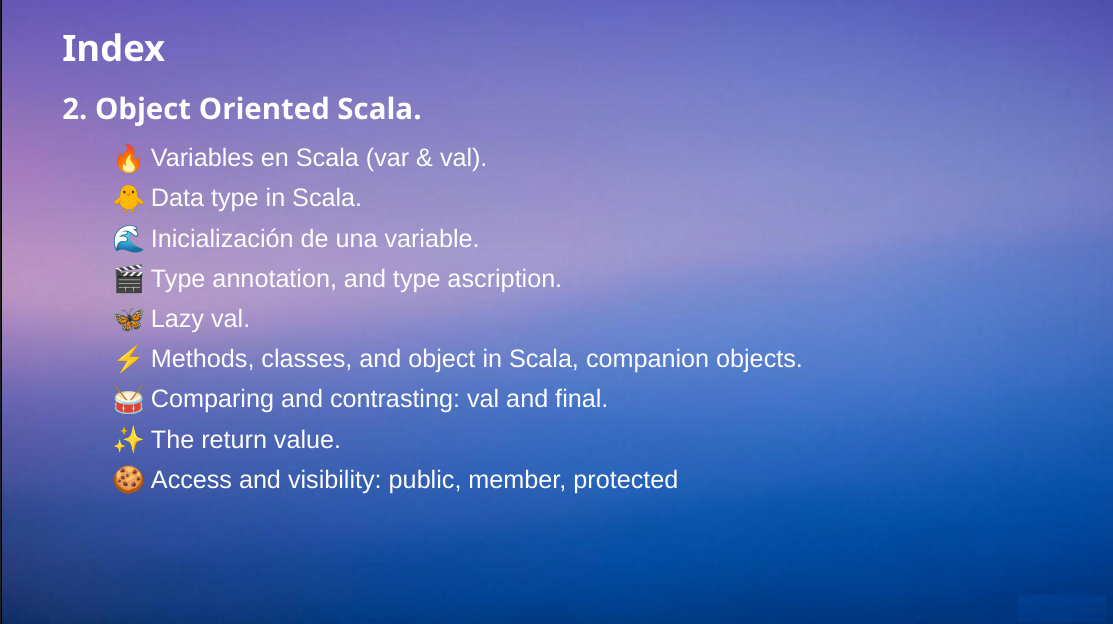 Index
2. Object Oriented Scala.
🔥 Variables en Scala (var & val).
🐥 Data type in Scala.
🌊 Inicialización de una variable.
🎬 Type annotation, and type ascription.
🦋 Lazy val.
⚡ Methods, classes, and object in Scala, companion objects.
🥁 Comparing and contrasting: val and final.
✨ The return value.
🍪 Access and visibility: public, member, protected